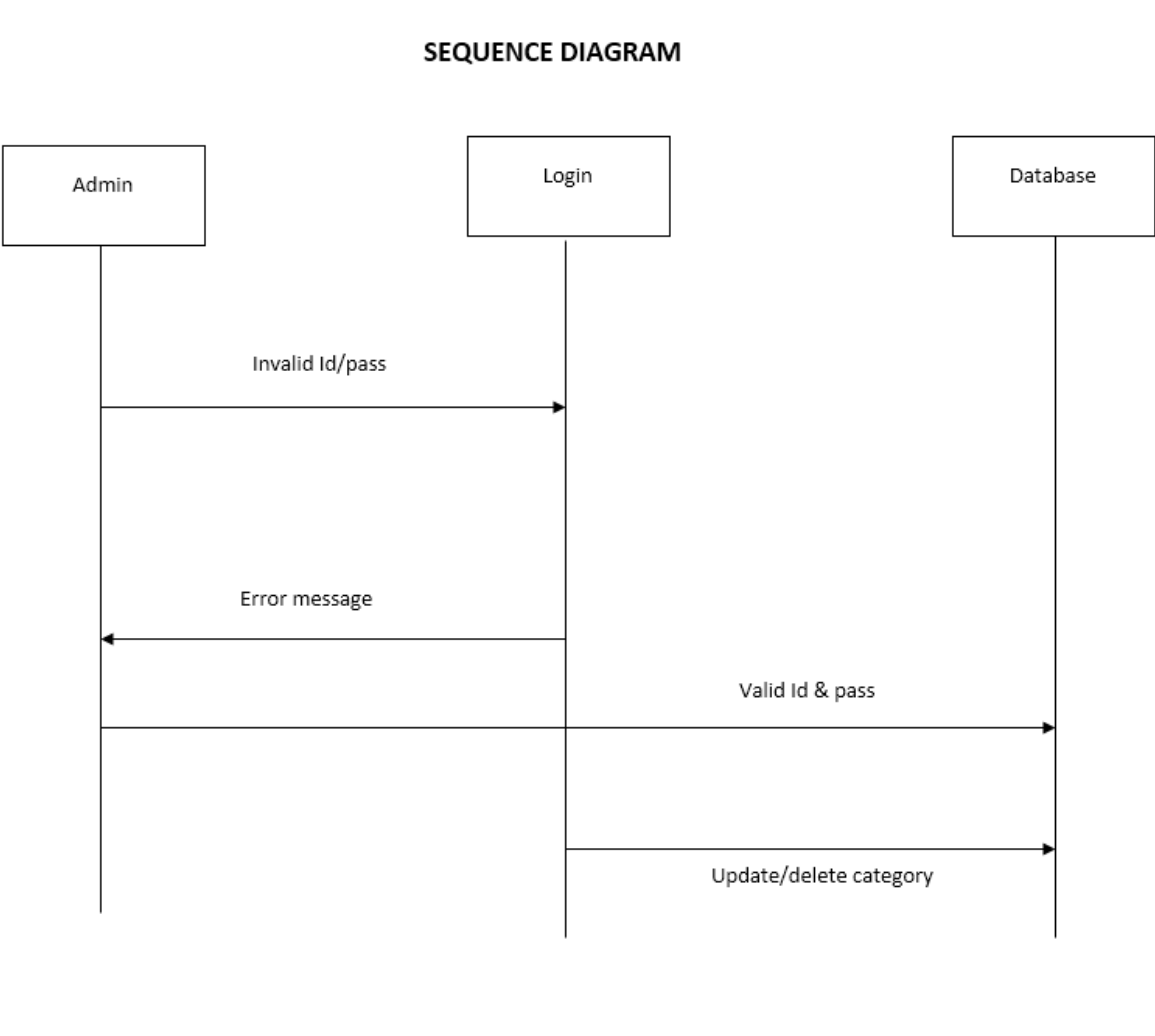 SEQUENCE DIAGRAM
Admin
Login
Database
Invalid Id/pass
Error message
Valid Id & pass
Update/delete category